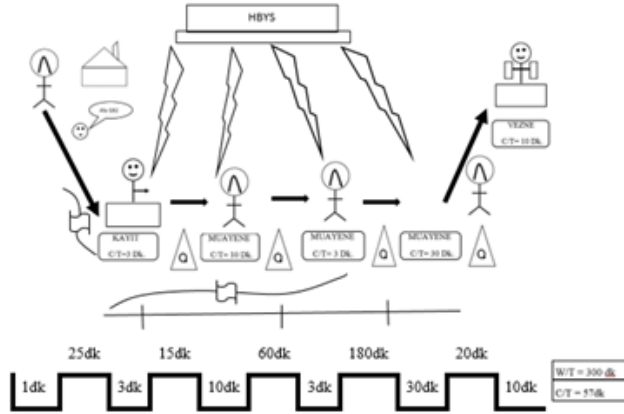 HBYS
VEZNE
C/T= 10 Dk.
KAYIT
C/T=3 Dk.
Q
MUAYENE
C/T= 10 Dk.
Q
MUAYENE
C/T= 3 Dk.
Q
MUAYENE
C/T= 30 Dk.
Q
25dk
15dk
60dk
180dk
20dk
1dk
3dk
10dk
3dk
30dk
10dk
W/T = 300 dk
C/T = 57dk